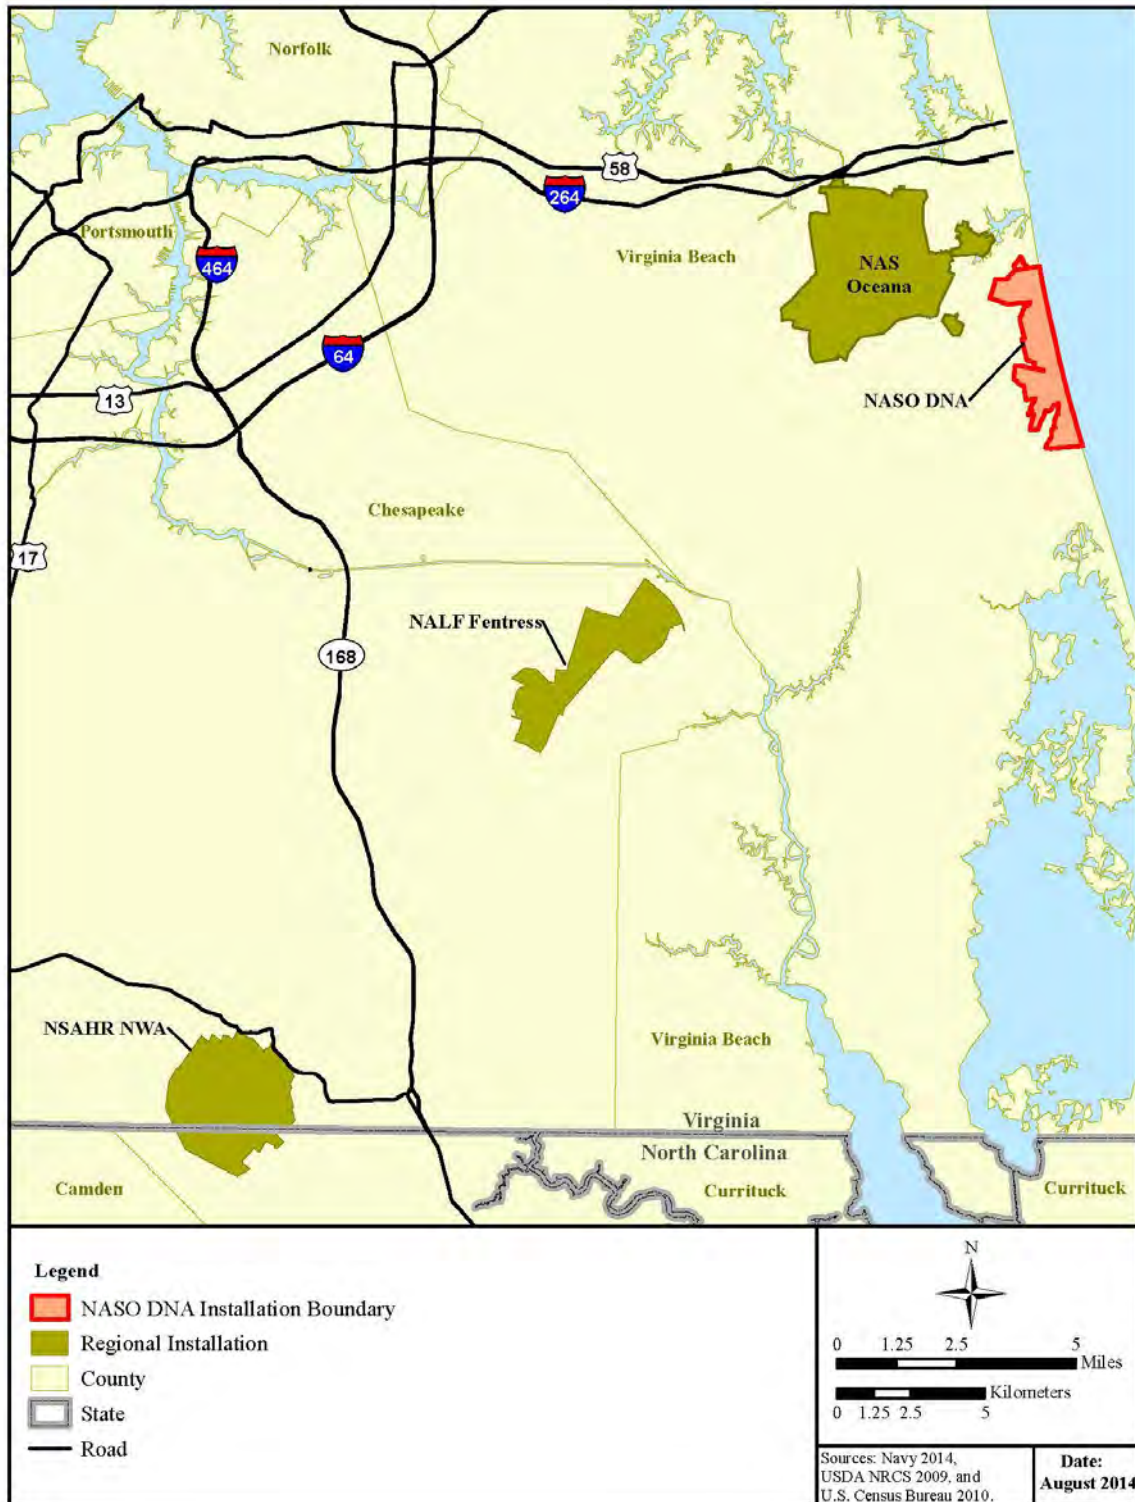 Norfolk
58
264
Portsmouth
464
Virginia Beach
NAS
Oceana
64
13
NASO DNA
Chesapeake
17
NALF Fentress
168
NSAHR NWA
Virginia Beach
Virginia
North Carolina
Camden
Currituck
Currituck
Legend
NASO DNA Installation Boundary
Regional Installation
County
State
Road
N
0 1.25 2.5 5
Miles
Kilometers
0 1.25 2.5 5
Sources: Navy 2014,
USDA NRCS 2009, and
U.S. Census Bureau 2010.
Date:
August 2014